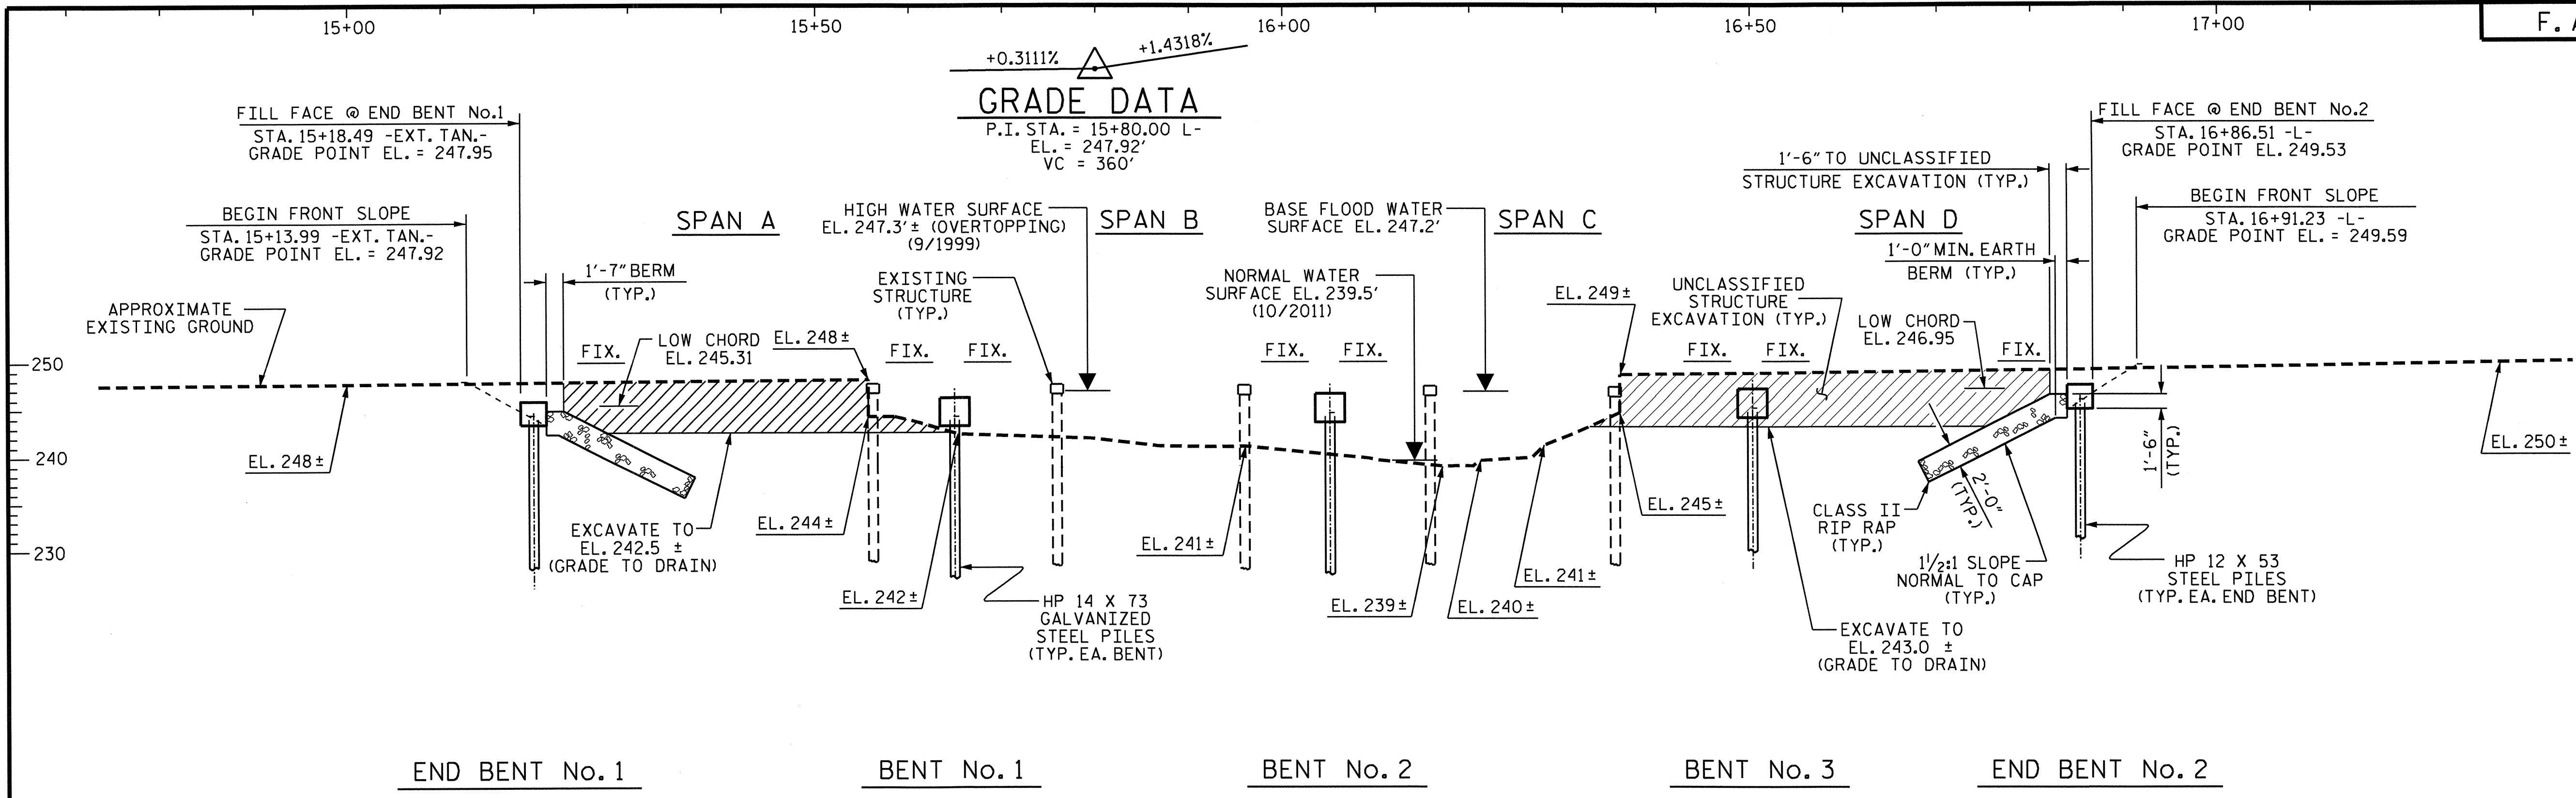 15+00
15+50
16+00
16+50
17+00
F. A
+0.3111%
+1.4318%
GRADE DATA
P.I. STA. = 15+80.00 L-
EL. = 247.92'
VC = 360'
FILL FACE @ END BENT No.1
STA. 15+18.49 -EXT. TAN.-
GRADE POINT EL. = 247.95
FILL FACE @ END BENT No.2
STA. 16+86.51 -L-
GRADE POINT EL. 249.53
1'-6" TO UNCLASSIFIED
STRUCTURE EXCAVATION (TYP.)
BEGIN FRONT SLOPE
STA. 15+13.99 -EXT. TAN.-
GRADE POINT EL. = 247.92
SPAN A
HIGH WATER SURFACE
EL. 247.3'± (OVERTOPPING)
(9/1999)
SPAN B
BASE FLOOD WATER
SURFACE EL. 247.2'
SPAN C
SPAN D
BEGIN FRONT SLOPE
STA. 16+91.23 -L-
GRADE POINT EL. = 249.59
1'-7" BERM
(TYP.)
EXISTING
STRUCTURE
(TYP.)
NORMAL WATER
SURFACE EL. 239.5'
(10/2011)
EL. 249±
UNCLASSIFIED
STRUCTURE
EXCAVATION (TYP.)
1'-0" MIN. EARTH
BERM (TYP.)
APPROXIMATE
EXISTING GROUND
LOW CHORD
EL. 245.31
EL. 248±
LOW CHORD
EL. 246.95
FIX.
FIX.
FIX.
FIX.
FIX.
FIX.
FIX.
FIX.
250
240
230
EL. 248±
EXCAVATE TO
EL. 242.5 ±
(GRADE TO DRAIN)
EL. 244±
EL. 242±
HP 14 X 73
GALVANIZED
STEEL PILES
(TYP. EA. BENT)
EL. 241±
EL. 239±
EL. 240±
EL. 241±
EL. 245±
CLASS II
RIP RAP
(TYP.)
2'-0"
(TYP.)
1½:1 SLOPE
NORMAL TO CAP
(TYP.)
EXCAVATE TO
EL. 243.0 ±
(GRADE TO DRAIN)
1'-6"
(TYP.)
HP 12 X 53
STEEL PILES
(TYP. EA. END BENT)
EL. 250±
END BENT No. 1
BENT No. 1
BENT No. 2
BENT No. 3
END BENT No. 2